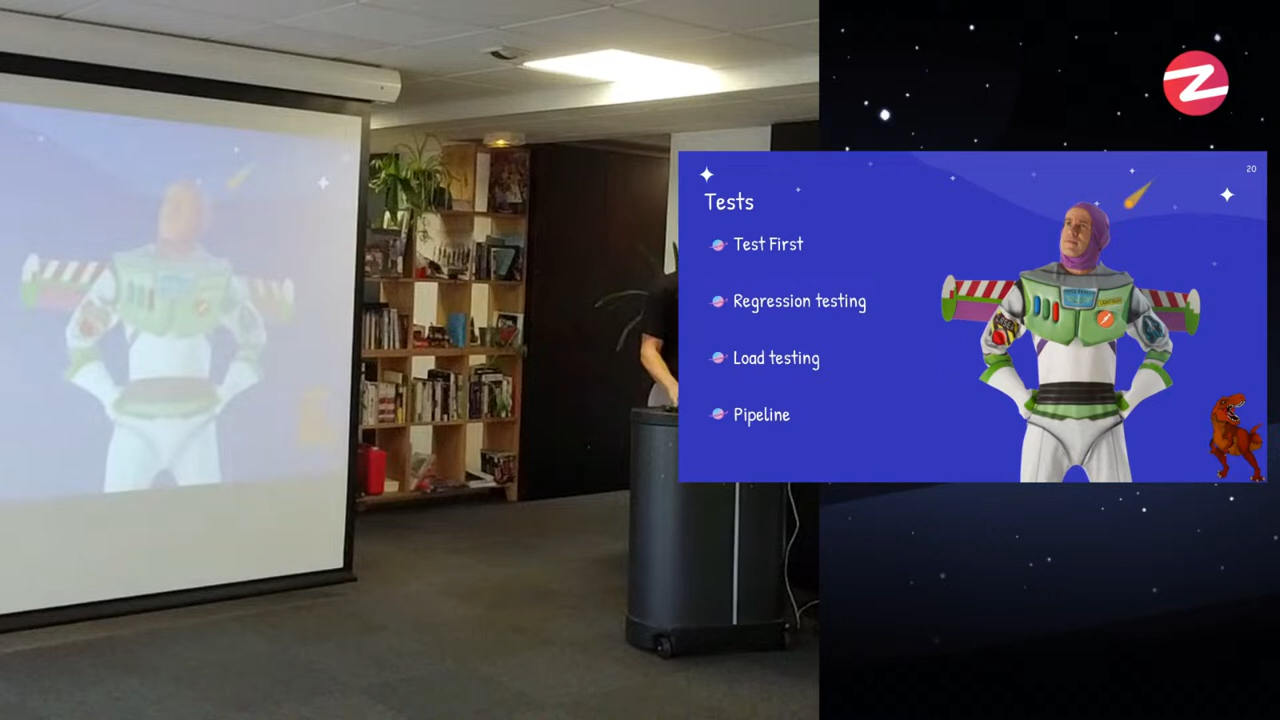 20
Tests
Test First
Regression testing
Load testing
Pipeline